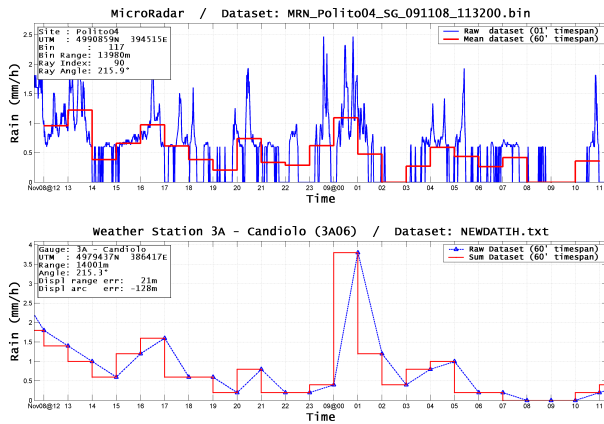 MicroRadar / Dataset: MRN_Polito04_SG_091108_113200.bin
Site : Polito04
UTM : 4990859N 394515E
Bin : 117
Bin Range: 13980m
Ray Index: 90
Ray Angle: 215.9°
Raw dataset (01' timespan)
Mean dataset (60' timespan)
Rain (mm/h)
2.5
2
1.5
1
0.5
0
Nov08@12 13 14 15 16 17 18 19 20 21 22 23 09@00 01 02 03 04 05 06 07 08 09 10 11
Time
Weather Station 3A - Candiolo (3A06) / Dataset: NEWDATIH.txt
Gauge: 3A - Candiolo
UTM : 4979437N 386417E
Range: 14001m
Angle: 215.3°
Displ range err: 21m
Displ arc err: -128m
Raw Dataset (60' timespan)
Sum Dataset (60' timespan)
Rain (mm/h)
4
3.5
3
2.5
2
1.5
1
0.5
0
Nov08@12 13 14 15 16 17 18 19 20 21 22 23 09@00 01 02 03 04 05 06 07 08 09 10 11
Time